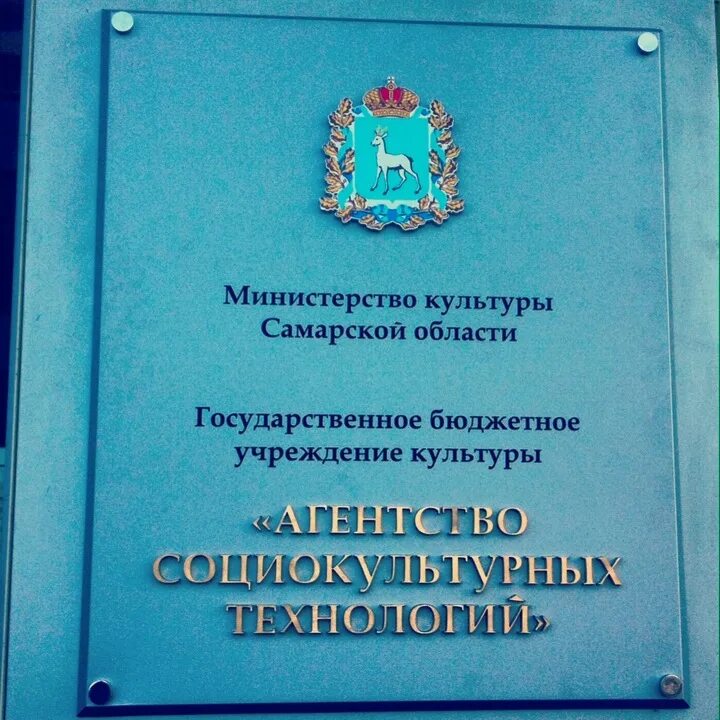 Министерство культуры
Самарской области
Государственное бюджетное
учреждение культуры
«АГЕНТСТВО
СОЦИОКУЛЬТУРНЫХ
ТЕХНОЛОГИЙ»